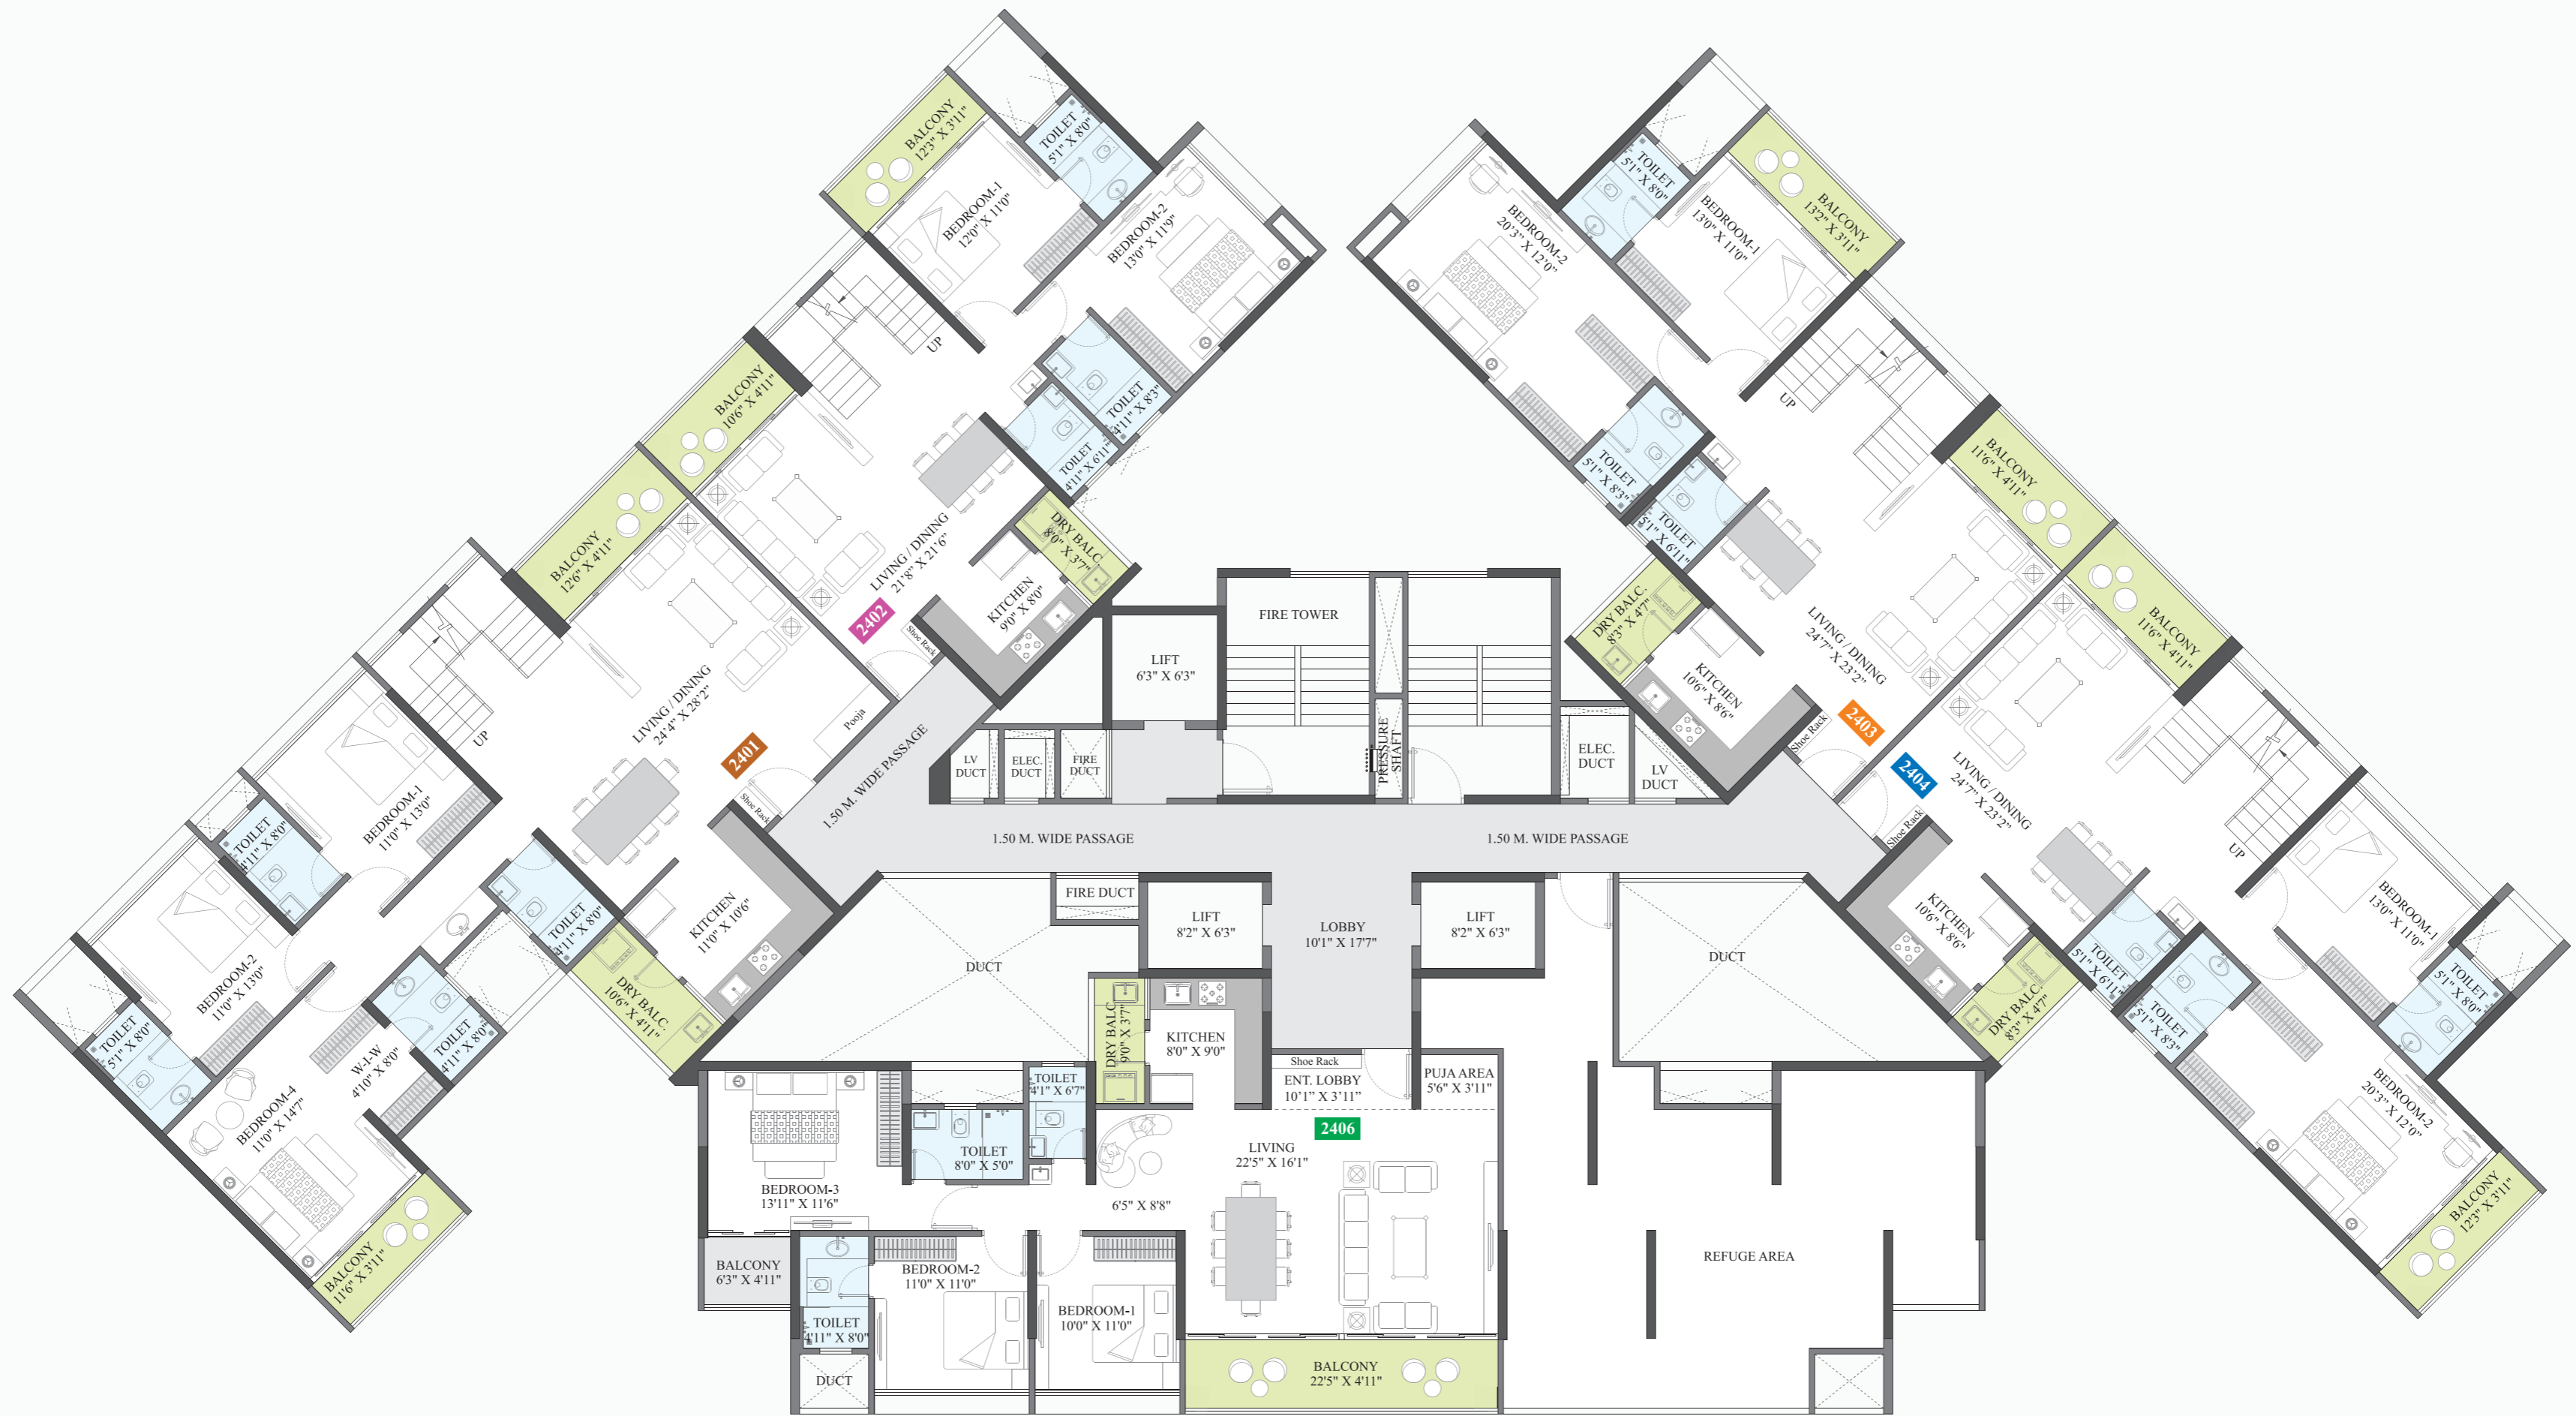 BALCONY
12'3" X 3'11"
TOILET
5'1" X 8'0"
BEDROOM-1
12'0" X 11'0"
BEDROOM-2
13'0" X 11'9"
UP
BALCONY
10'6" X 4'11"
TOILET
4'11" X 8'3"
TOILET
4'11" X 6'11"
LIVING / DINING
21'8" X 21'6"
DRY BALC.
8'0" X 3'7"
KITCHEN
9'0" X 8'0"
2402
Shoe Rack
BALCONY
12'6" X 4'11"
LIVING / DINING
24'4" X 28'2"
2401
Pooja
Shoe Rack
UP
BEDROOM-1
11'0" X 13'0"
TOILET
4'11" X 8'0"
BEDROOM-2
11'0" X 13'0"
TOILET
4'11" X 8'0"
KITCHEN
11'0" X 10'6"
DRY BALC.
10'6" X 4'11"
TOILET
5'1" X 8'0"
W-I-W
4'10" X 8'0"
TOILET
4'11" X 8'0"
BEDROOM-4
11'0" X 14'7"
BALCONY
11'6" X 3'11"
TOILET
5'1" X 8'0"
BALCONY
13'2" X 3'11"
BEDROOM-1
13'0" X 11'0"
BEDROOM-2
20'3" X 12'0"
UP
TOILET
5'1" X 8'3"
TOILET
5'1" X 6'11"
BALCONY
11'6" X 4'11"
DRY BALC.
8'3" X 4'7"
KITCHEN
10'6" X 8'6"
LIVING / DINING
24'7" X 23'2"
2403
Shoe Rack
BALCONY
11'6" X 4'11"
2404
LIVING / DINING
24'7" X 23'2"
Shoe Rack
UP
KITCHEN
10'6" X 8'6"
DRY BALC.
8'3" X 4'7"
TOILET
5'1" X 6'11"
TOILET
5'1" X 8'3"
BEDROOM-1
13'0" X 11'0"
TOILET
5'1" X 8'0"
BEDROOM-2
20'3" X 12'0"
BALCONY
12'3" X 3'11"
FIRE TOWER
LIFT
6'3" X 6'3"
PRESSURE
SHAFT
LV
DUCT
ELEC.
DUCT
FIRE
DUCT
ELEC.
DUCT
LV
DUCT
1.50 M. WIDE PASSAGE
1.50 M. WIDE PASSAGE
1.50 M. WIDE PASSAGE
FIRE DUCT
LIFT
8'2" X 6'3"
LOBBY
10'1" X 17'7"
LIFT
8'2" X 6'3"
DUCT
DUCT
DRY BALC.
9'0" X 3'7"
KITCHEN
8'0" X 9'0"
Shoe Rack
ENT. LOBBY
10'1" X 3'11"
PUJA AREA
5'6" X 3'11"
TOILET
4'1" X 6'7"
2406
TOILET
8'0" X 5'0"
LIVING
22'5" X 16'1"
BEDROOM-3
13'11" X 11'6"
6'5" X 8'8"
BALCONY
6'3" X 4'11"
BEDROOM-2
11'0" X 11'0"
BEDROOM-1
10'0" X 11'0"
REFUGE AREA
TOILET
4'11" X 8'0"
DUCT
BALCONY
22'5" X 4'11"